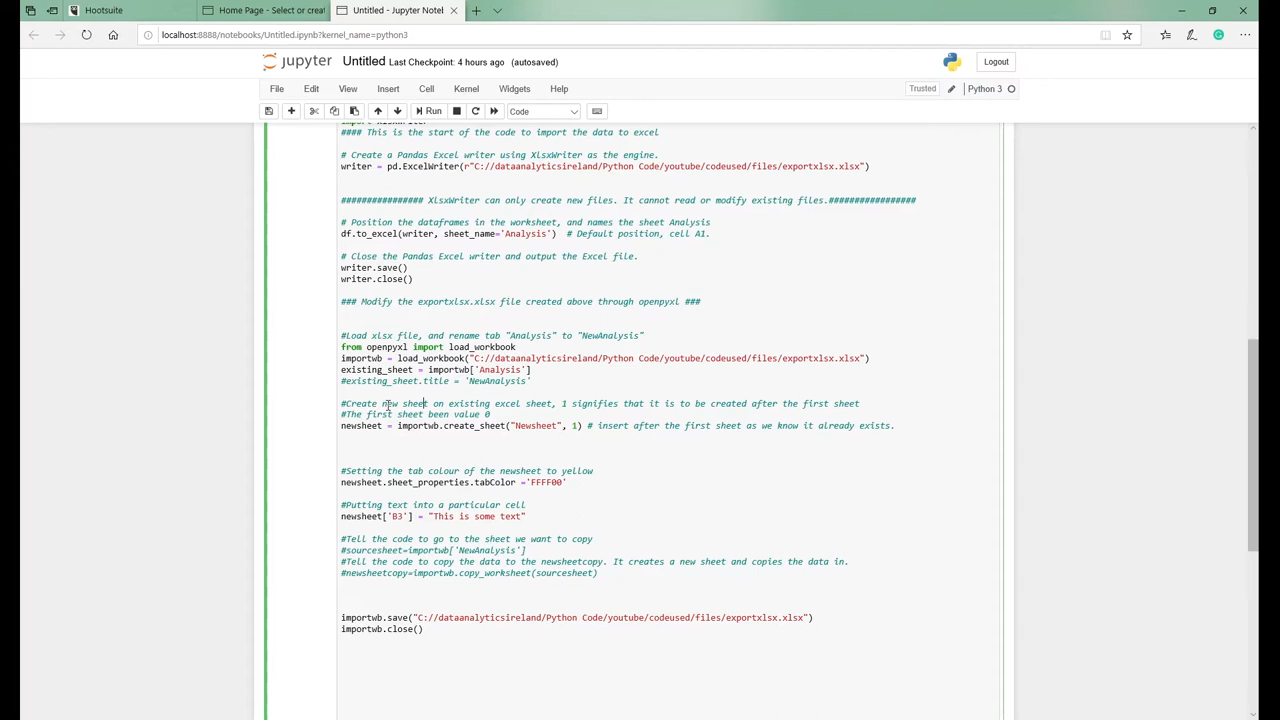 Hootsuite
Home Page - Select or creat
Untitled - Jupyter Notel
localhost:8888/notebooks/Untitled.ipynb?kernel_name=python3
jupyter Untitled Last Checkpoint: 4 hours ago (autosaved)
Logout
File Edit View Insert Cell Kernel Widgets Help
Trusted Python 3
Run Code
import xlsxwriter
#### This is the start of the code to import the data to excel
# Create a Pandas Excel writer using XlsxWriter as the engine.
writer = pd.ExcelWriter(r"C://dataanalyticsireland/Python Code/youtube/codeused/files/exportxlsx.xlsx")
################ XlsxWriter can only create new files. It cannot read or modify existing files.#################
# Position the dataframes in the worksheet, and names the sheet Analysis
df.to_excel(writer, sheet_name='Analysis')  # Default position, cell A1.
# Close the Pandas Excel writer and output the Excel file.
writer.save()
writer.close()
### Modify the exportxlsx.xlsx file created above through openpyxl ###
#Load xlsx file, and rename tab "Analysis" to "NewAnalysis"
from openpyxl import load_workbook
importwb = load_workbook("C://dataanalyticsireland/Python Code/youtube/codeused/files/exportxlsx.xlsx")
existing_sheet = importwb['Analysis']
#existing_sheet.title = 'NewAnalysis'
#Create new sheet on existing excel sheet, 1 signifies that it is to be created after the first sheet
#The first sheet been value 0
newsheet = importwb.create_sheet("Newsheet", 1) # insert after the first sheet as we know it already exists.
#Setting the tab colour of the newsheet to yellow
newsheet.sheet_properties.tabColor ='FFFF00'
#Putting text into a particular cell
newsheet['B3'] = "This is some text"
#Tell the code to go to the sheet we want to copy
#sourcesheet=importwb['NewAnalysis']
#Tell the code to copy the data to the newsheetcopy. It creates a new sheet and copies the data in.
#newsheetcopy=importwb.copy_worksheet(sourcesheet)
importwb.save("C://dataanalyticsireland/Python Code/youtube/codeused/files/exportxlsx.xlsx")
importwb.close()